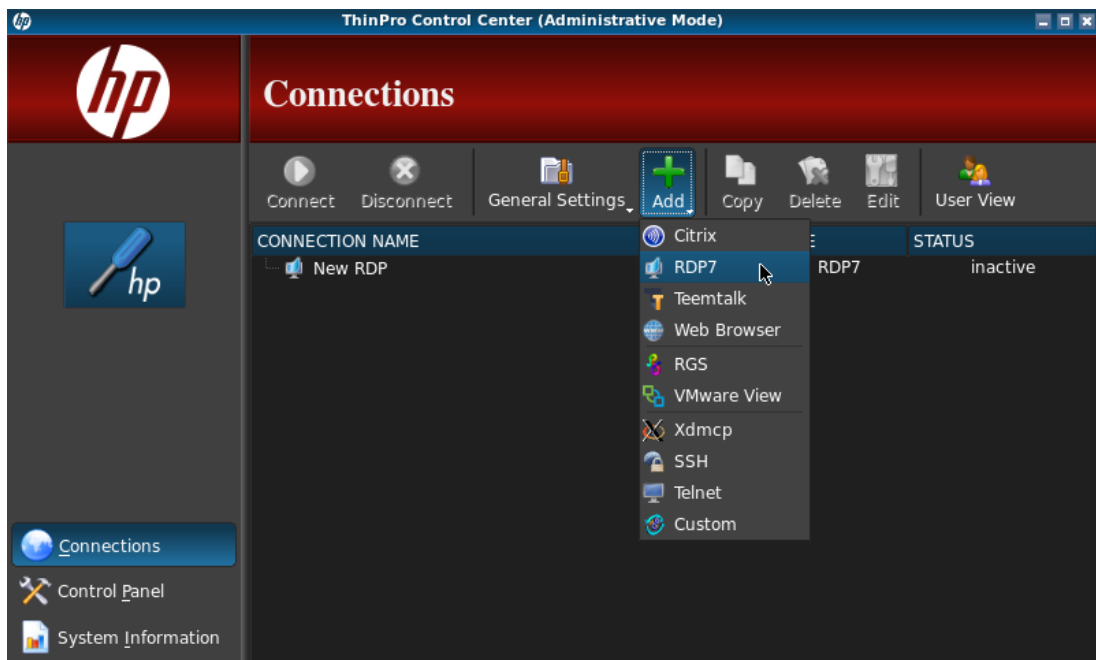 hp
ThinPro Control Center (Administrative Mode)
hp
Connections
Connect Disconnect General Settings Add Copy Delete Edit User View
CONNECTION NAME STATUS
New RDP RDP7 inactive
Citrix
RDP7
Teemtalk
Web Browser
RGS
VMware View
Xdmcp
SSH
Telnet
Custom
hp
Connections
Control Panel
System Information